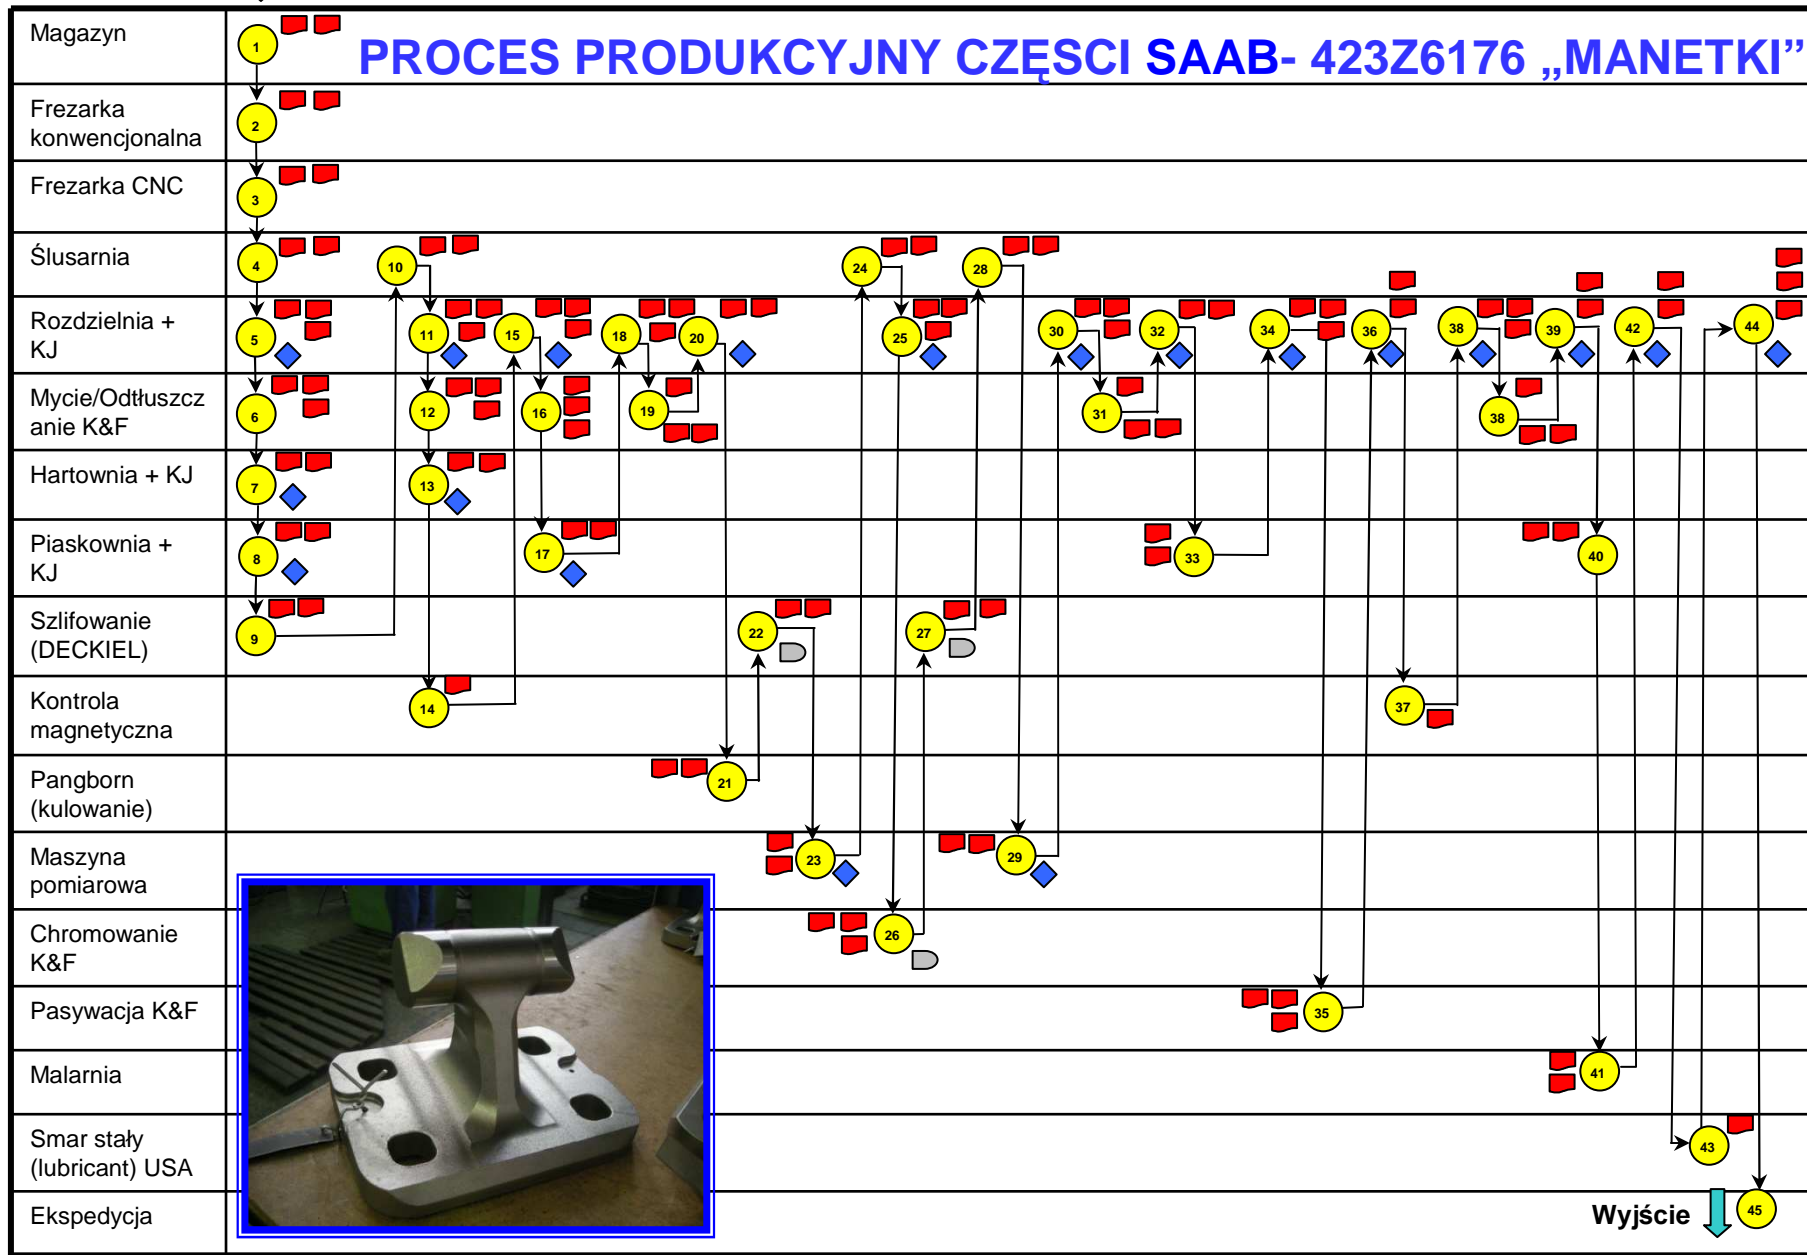 Magazyn
PROCES PRODUKCYJNY CZĘSCI SAAB- 423Z6176 „MANETKI”
1
Frezarka
konwencjonalna
2
Frezarka CNC
3
Ślusarnia
4
10
24
28
Rozdzielnia +
KJ
5
11
15
18
20
25
30
32
34
36
38
39
42
44
Mycie/Odtłuszcz
anie K&F
6
12
16
19
31
38
Hartownia + KJ
7
13
Piaskownia +
KJ
8
17
33
40
Szlifowanie
(DECKIEL)
9
22
27
Kontrola
magnetyczna
14
37
Pangborn
(kulowanie)
21
Maszyna
pomiarowa
23
29
Chromowanie
K&F
26
Pasywacja K&F
35
Malarnia
41
Smar stały
(lubricant) USA
43
Ekspedycja
Wyjście
45